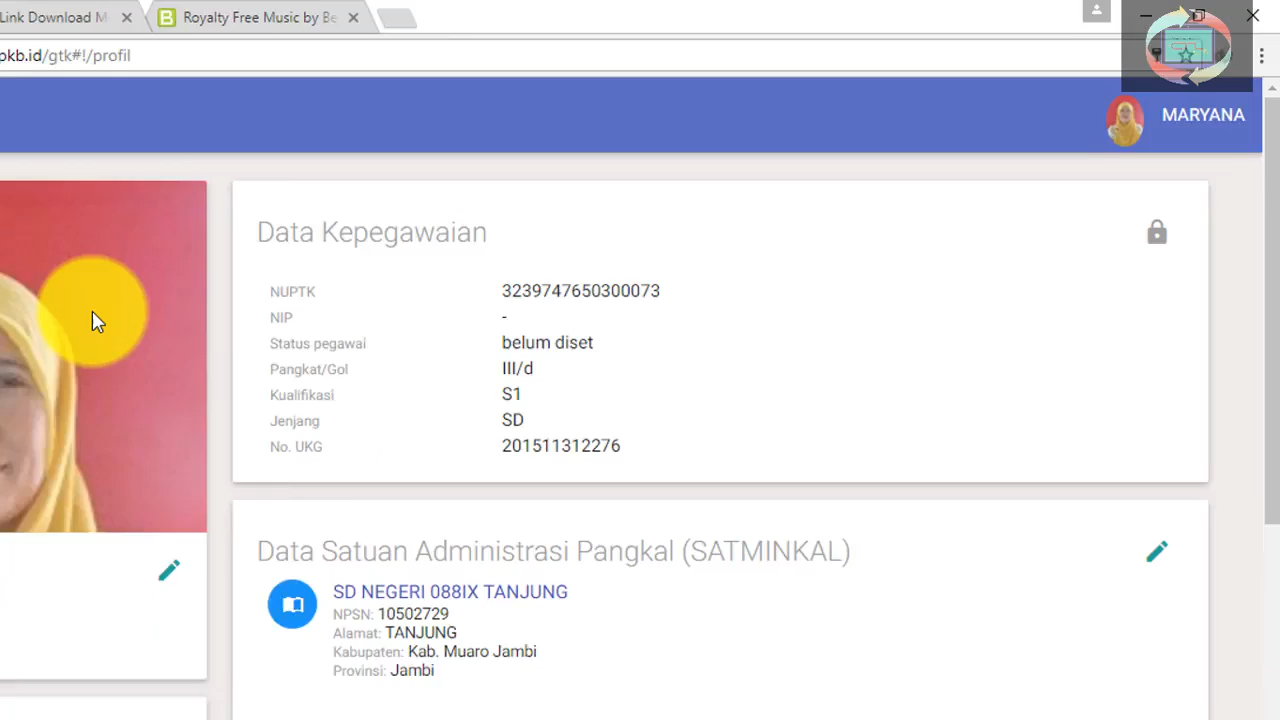 Link Download M
Royalty Free Music by Be
pkb.id/gtk#!/profil
MARYANA
Data Kepegawaian
NUPTK 3239747650300073
NIP -
Status pegawai belum diset
Pangkat/Gol III/d
Kualifikasi S1
Jenjang SD
No. UKG 201511312276
Data Satuan Administrasi Pangkal (SATMINKAL)
SD NEGERI 088IX TANJUNG
NPSN: 10502729
Alamat: TANJUNG
Kabupaten: Kab. Muaro Jambi
Provinsi: Jambi